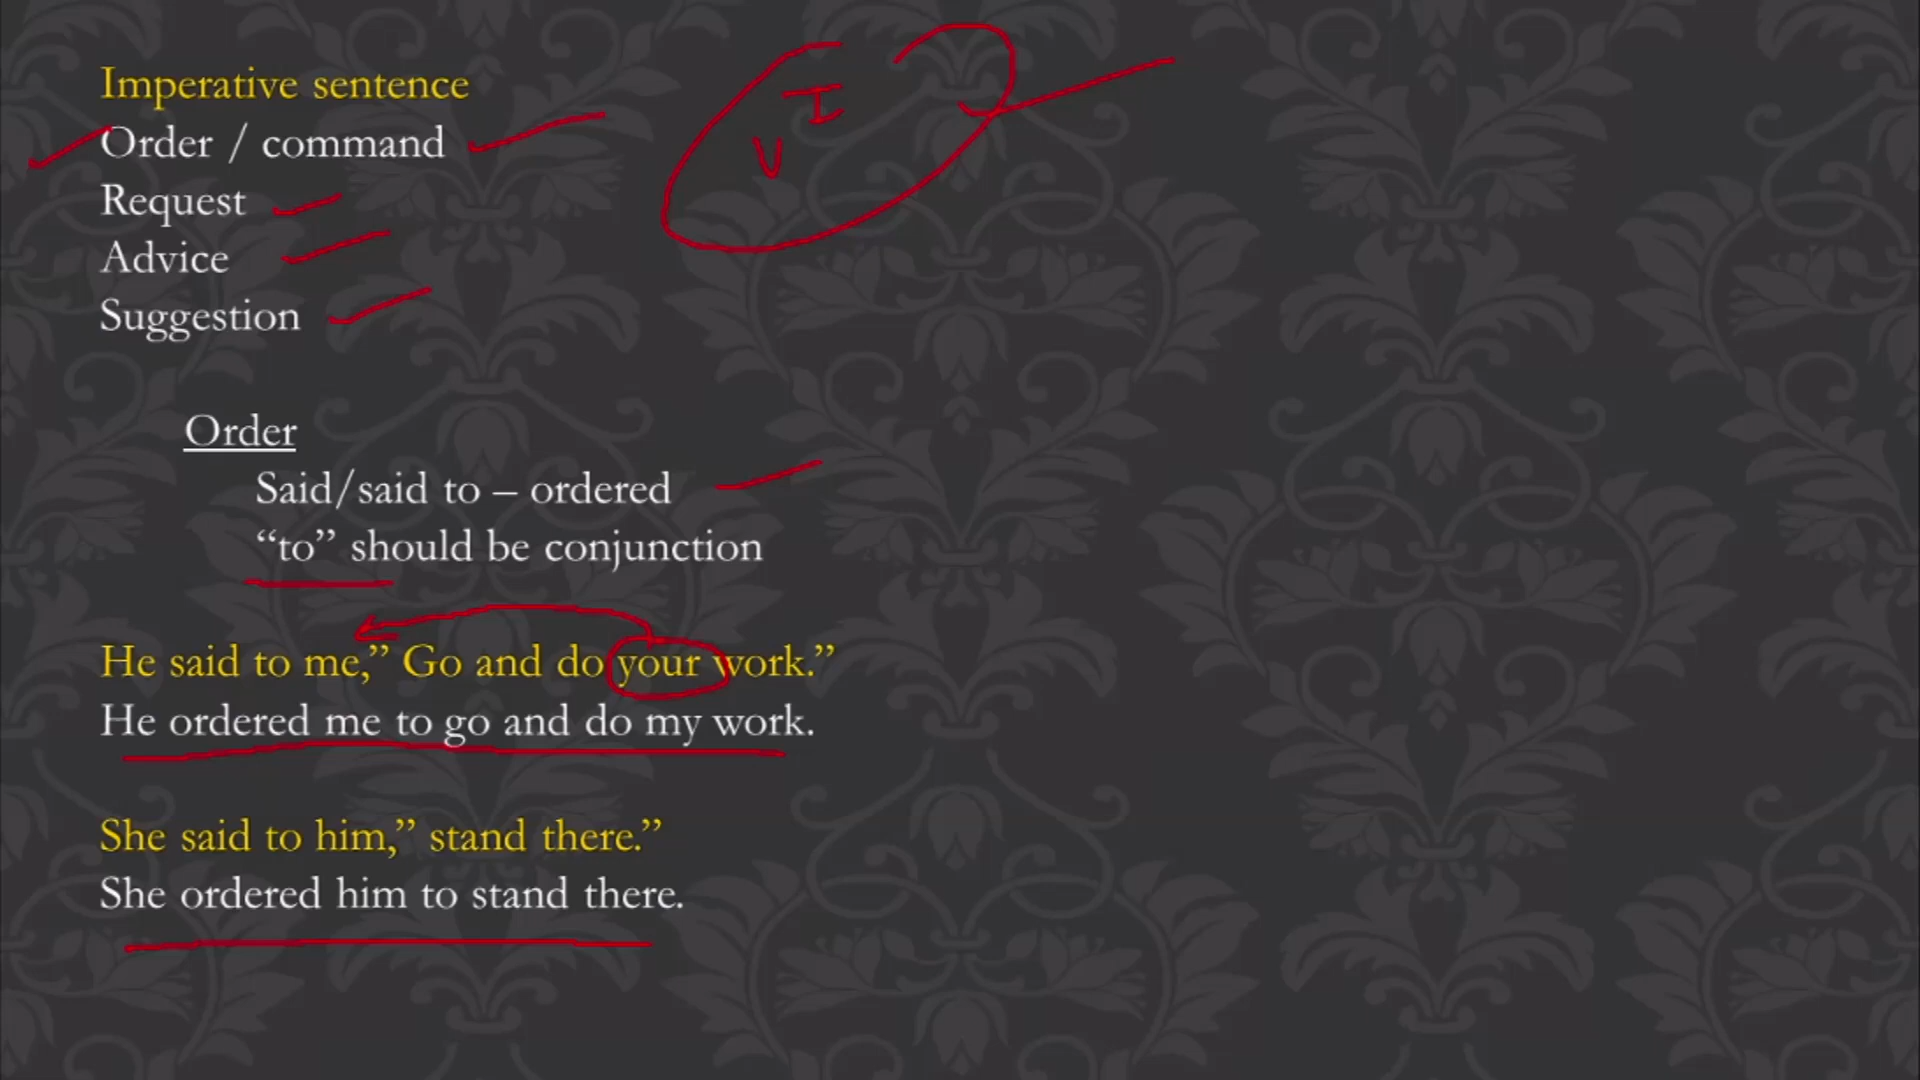 Imperative sentence
Order / command
Request
Advice
Suggestion
V I
Order
Said/said to – ordered
“to” should be conjunction
He said to me,” Go and do your work.”
He ordered me to go and do my work.
She said to him,” stand there.”
She ordered him to stand there.